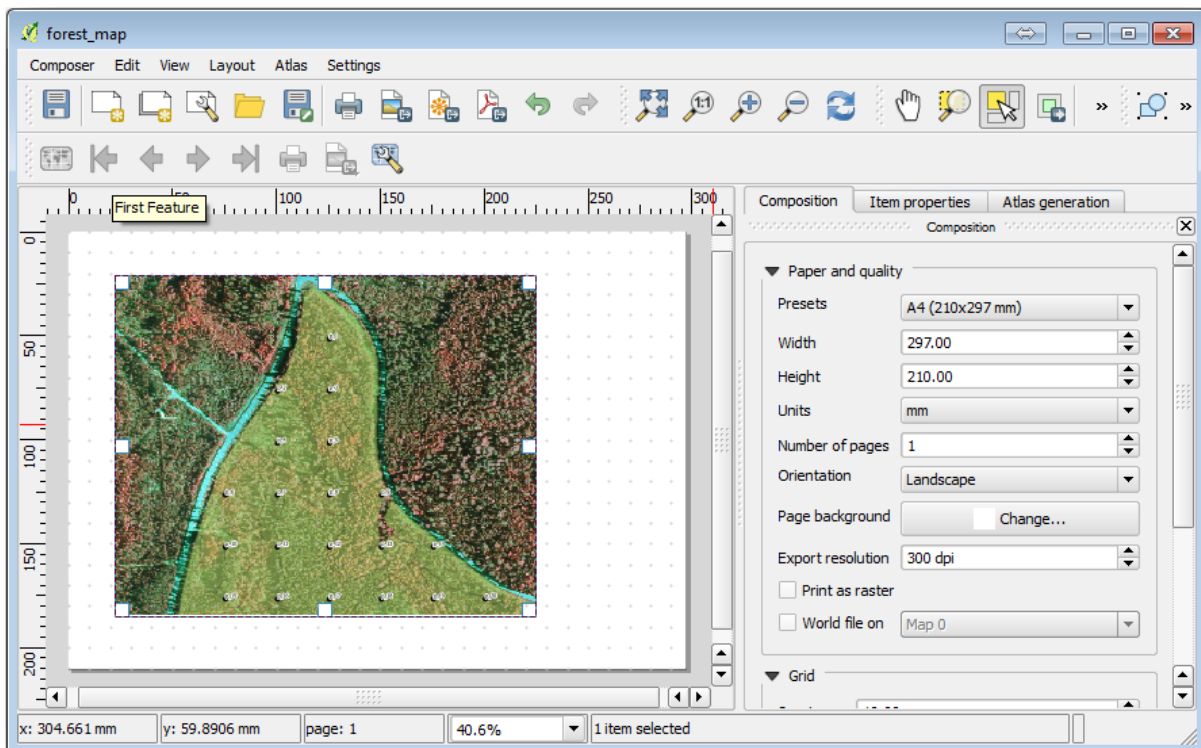 forest_map
Composer Edit View Layout Atlas Settings
1:1
»
»
0 50 100 150 200 250 300
First Feature
0
50
100
150
200
Composition Item properties Atlas generation
Composition
Paper and quality
Presets A4 (210x297 mm)
Width 297.00
Height 210.00
Units mm
Number of pages 1
Orientation Landscape
Page background Change...
Export resolution 300 dpi
Print as raster
World file on Map 0
Grid
x: 304.661 mm y: 59.8906 mm page: 1 40.6% 1 item selected